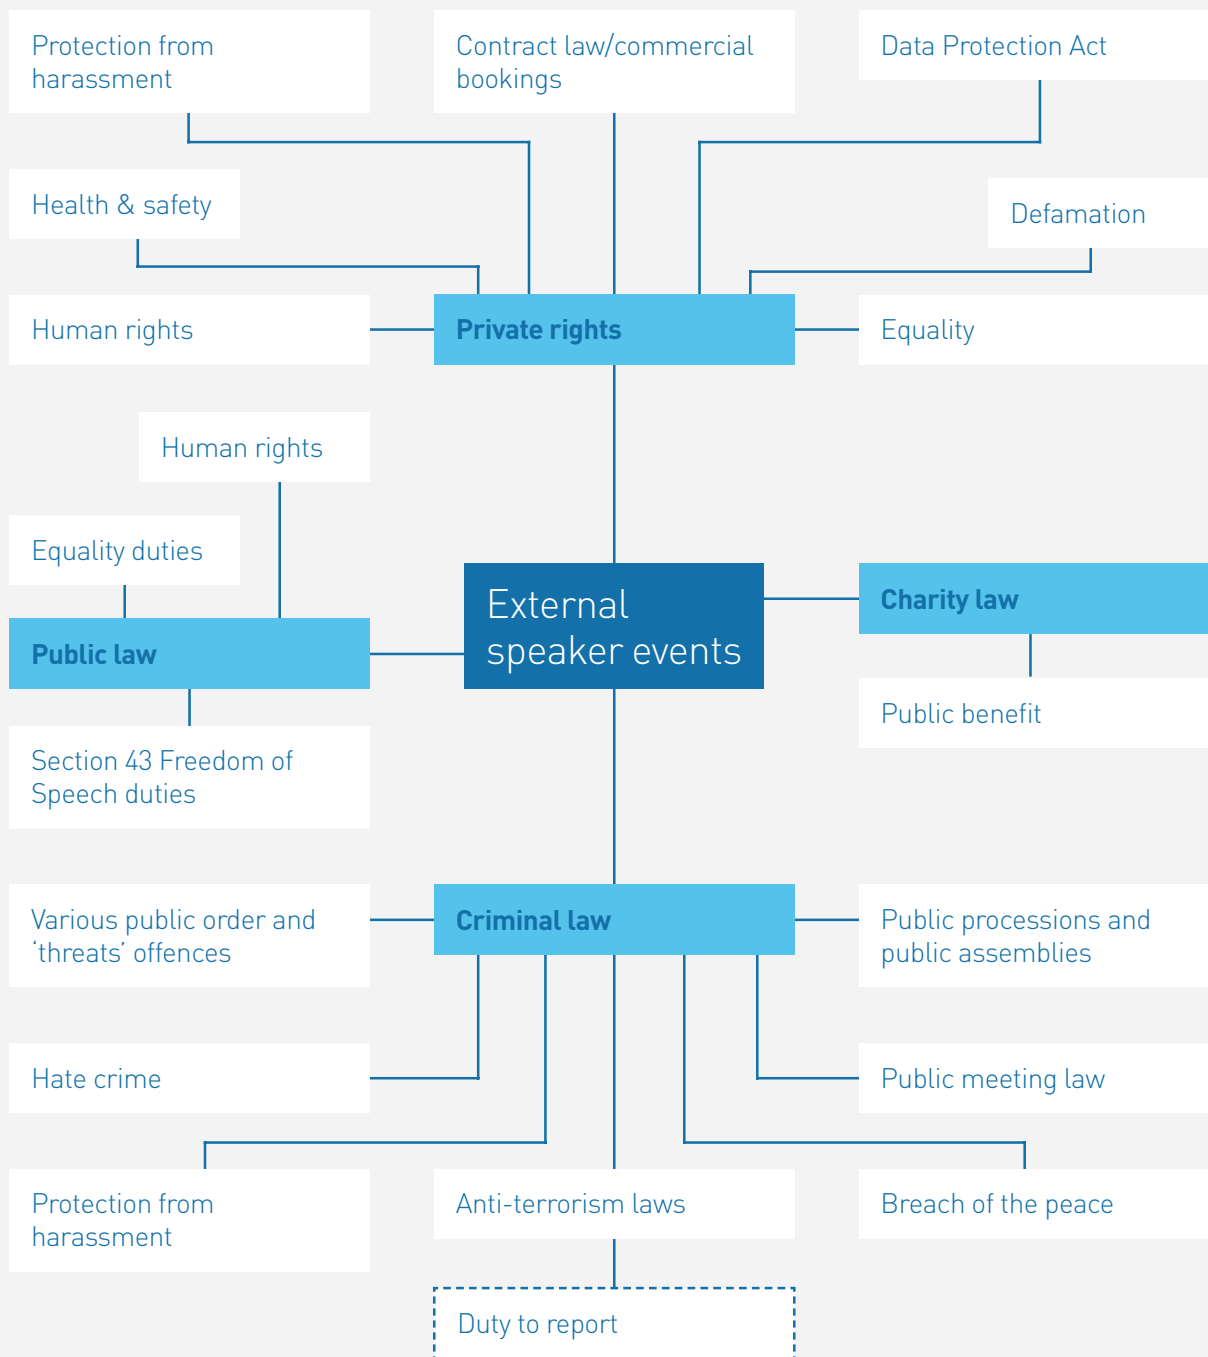 Protection from
harassment
Contract law/commercial
bookings
Data Protection Act
Health & safety
Defamation
Human rights
Private rights
Equality
Human rights
Equality duties
External
speaker events
Charity law
Public law
Public benefit
Section 43 Freedom of
Speech duties
Various public order and
‘threats’ offences
Criminal law
Public processions and
public assemblies
Hate crime
Public meeting law
Protection from
harassment
Anti-terrorism laws
Breach of the peace
Duty to report